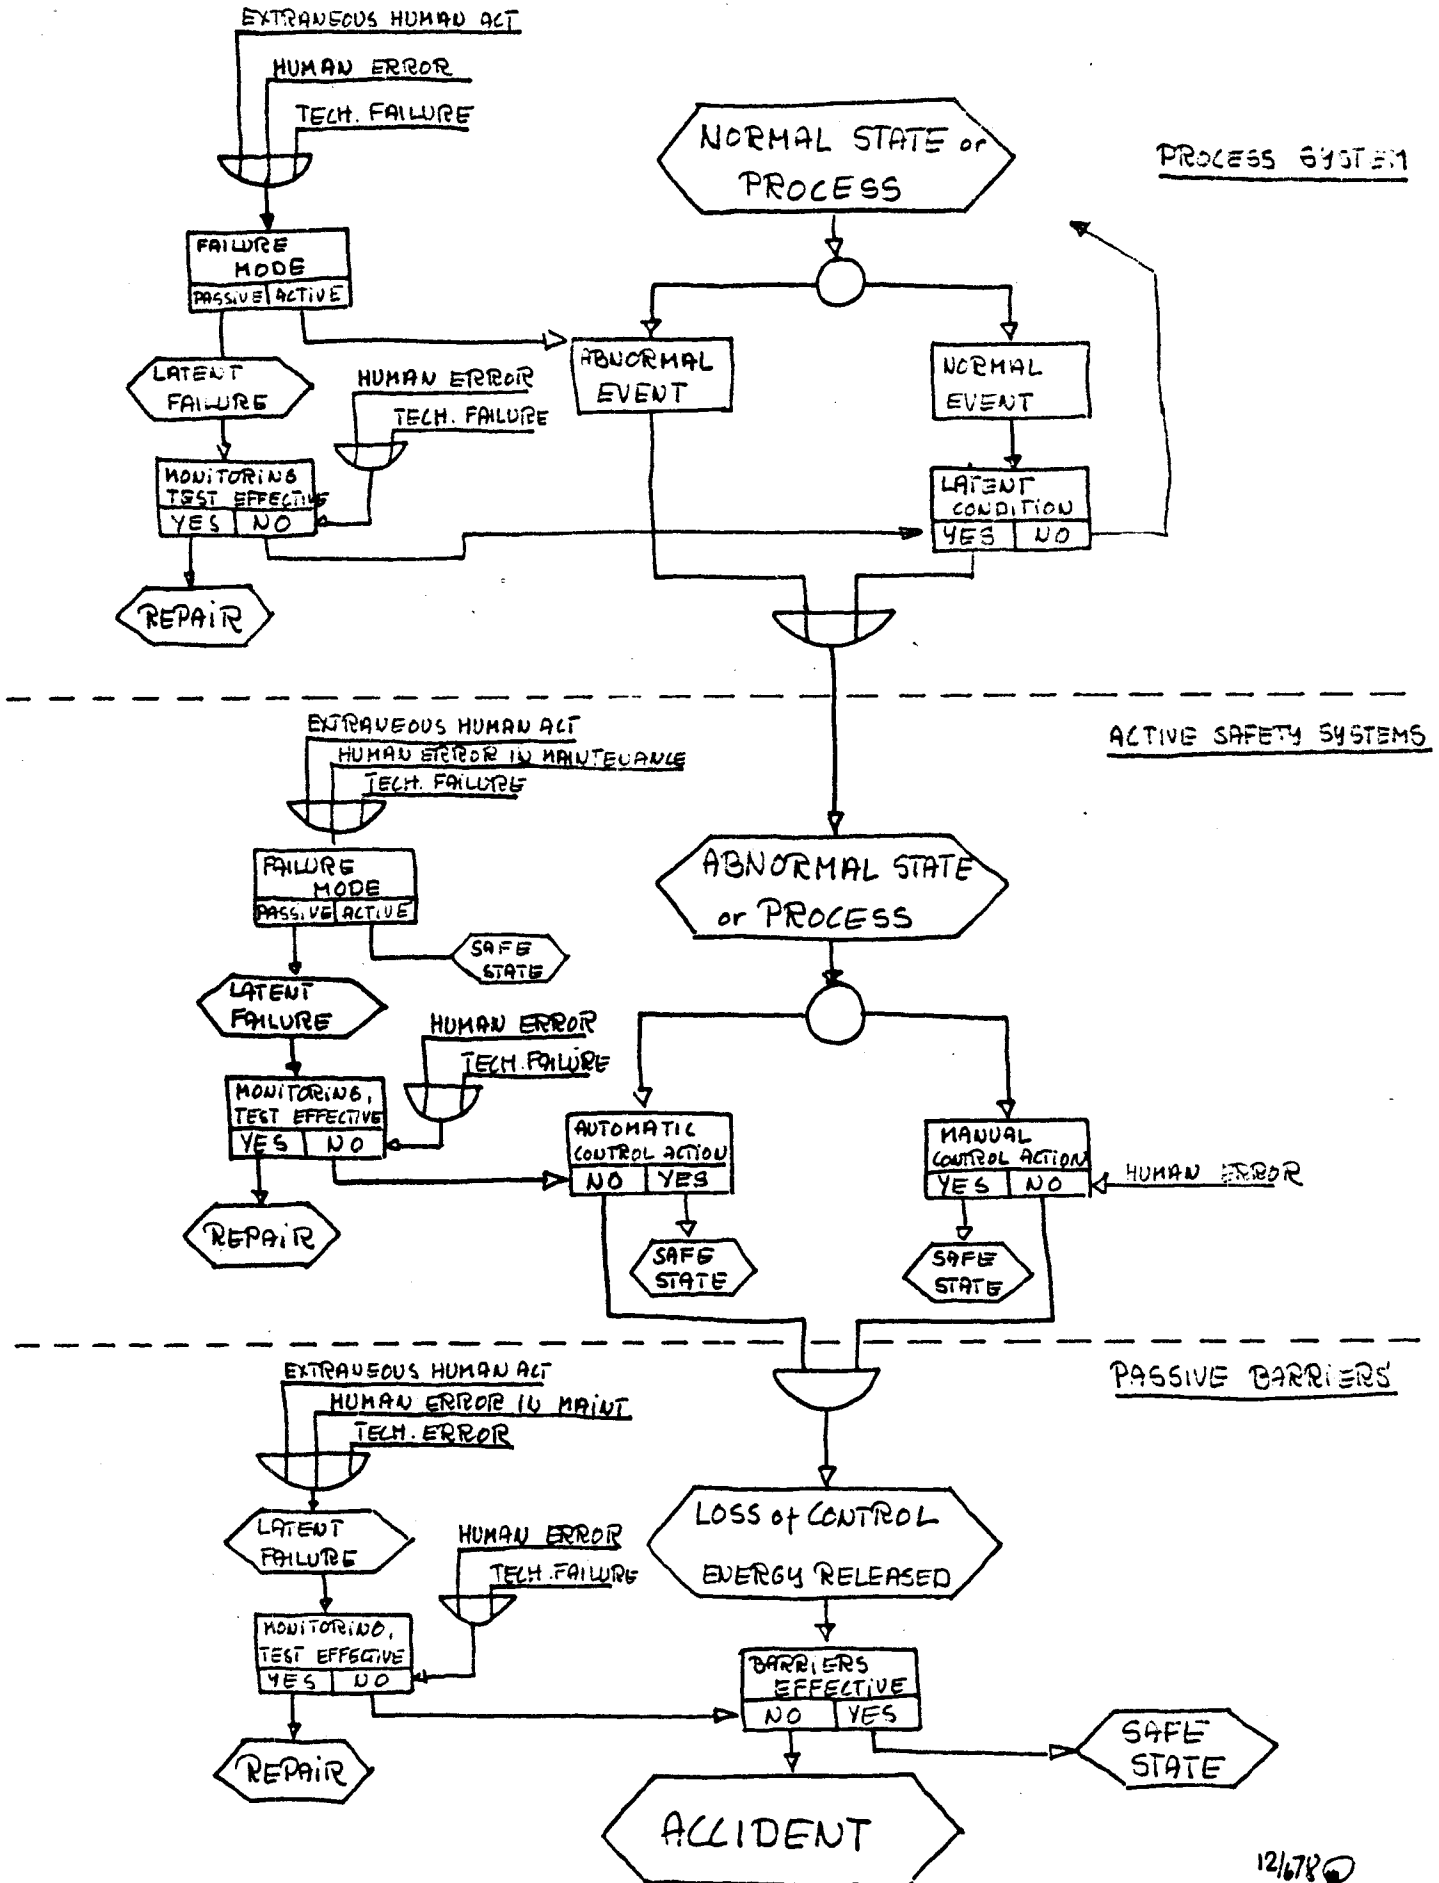 EXTRANEOUS HUMAN ACT
HUMAN ERROR
TECH. FAILURE
NORMAL STATE or
PROCESS
PROCESS SYSTEM
FAILURE
MODE
PASSIVE ACTIVE
LATENT
FAILURE
HUMAN ERROR
TECH. FAILURE
ABNORMAL
EVENT
NORMAL
EVENT
MONITORING
TEST EFFECTIVE
YES NO
LATENT
CONDITION
YES NO
REPAIR
EXTRANEOUS HUMAN ACT
HUMAN ERROR IN MAINTENANCE
TECH. FAILURE
ACTIVE SAFETY SYSTEMS
FAILURE
MODE
PASSIVE ACTIVE
SAFE
STATE
ABNORMAL STATE
or PROCESS
LATENT
FAILURE
HUMAN ERROR
TECH. FAILURE
MONITORING,
TEST EFFECTIVE
YES NO
AUTOMATIC
CONTROL ACTION
NO YES
MANUAL
CONTROL ACTION
YES NO
HUMAN ERROR
REPAIR
SAFE
STATE
SAFE
STATE
EXTRANEOUS HUMAN ACT
HUMAN ERROR IN MAINT
TECH. ERROR
PASSIVE BARRIERS
LATENT
FAILURE
HUMAN ERROR
TECH. FAILURE
LOSS of CONTROL
ENERGY RELEASED
MONITORING,
TEST EFFECTIVE
YES NO
BARRIERS
EFFECTIVE
NO YES
REPAIR
SAFE
STATE
ACCIDENT